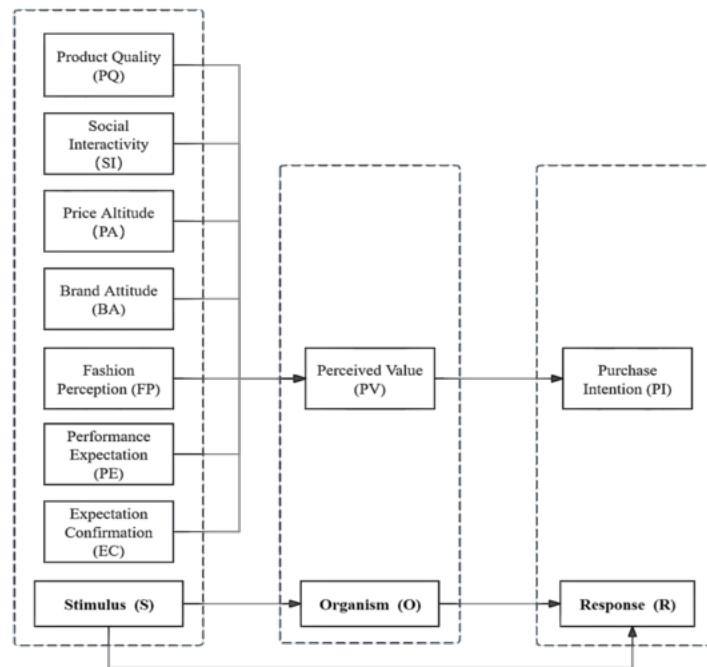 Product Quality
(PQ)
Social
Interactivity
(SI)
Price Altitude
(PA)
Brand Attitude
(BA)
Fashion
Perception (FP)
Performance
Expectation
(PE)
Expectation
Confirmation
(EC)
Stimulus (S)
Perceived Value
(PV)
Organism (O)
Purchase
Intention (PI)
Response (R)